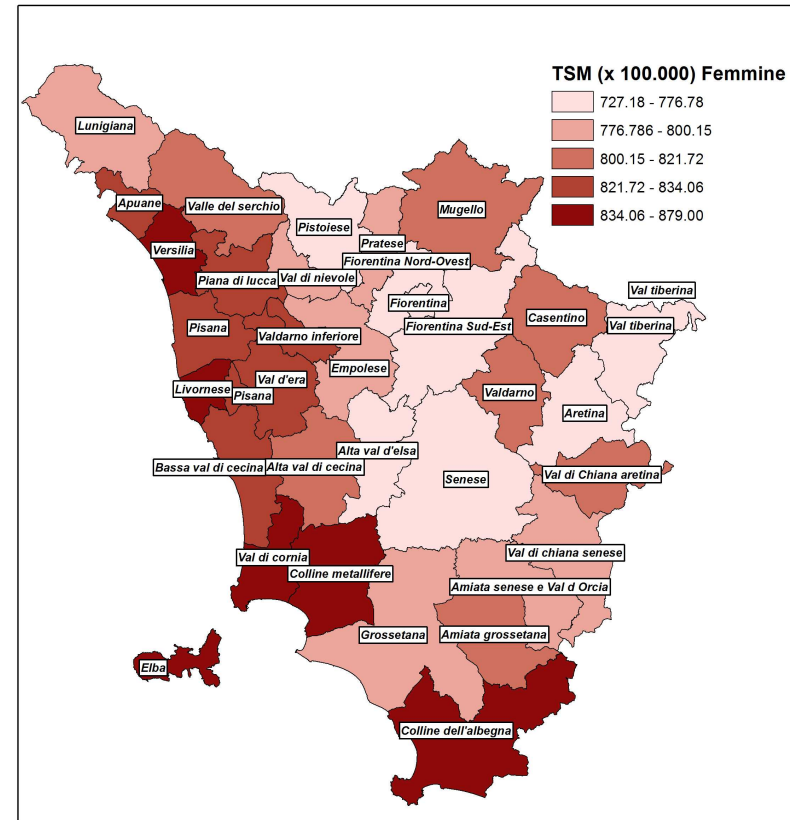 TSM (x 100.000) Femmine
727.18 - 776.78
776.786 - 800.15
800.15 - 821.72
821.72 - 834.06
834.06 - 879.00
Lunigiana
Apuane
Valle del serchio
Mugello
Pistoiese
Pratese
Versilia
Fiorentina Nord-Ovest
Piana di lucca
Val di nievole
Val tiberina
Fiorentina
Casentino
Pisana
Fiorentina Sud-Est
Val tiberina
Valdarno inferiore
Empolese
Val d'era
Livornese
Pisana
Valdarno
Aretina
Alta val d'elsa
Bassa val di cecina
Alta val di cecina
Senese
Val di Chiana aretina
Val di cornia
Val di chiana senese
Colline metallifere
Amiata senese e Val d Orcia
Grossetana
Amiata grossetana
Elba
Colline dell'albegna